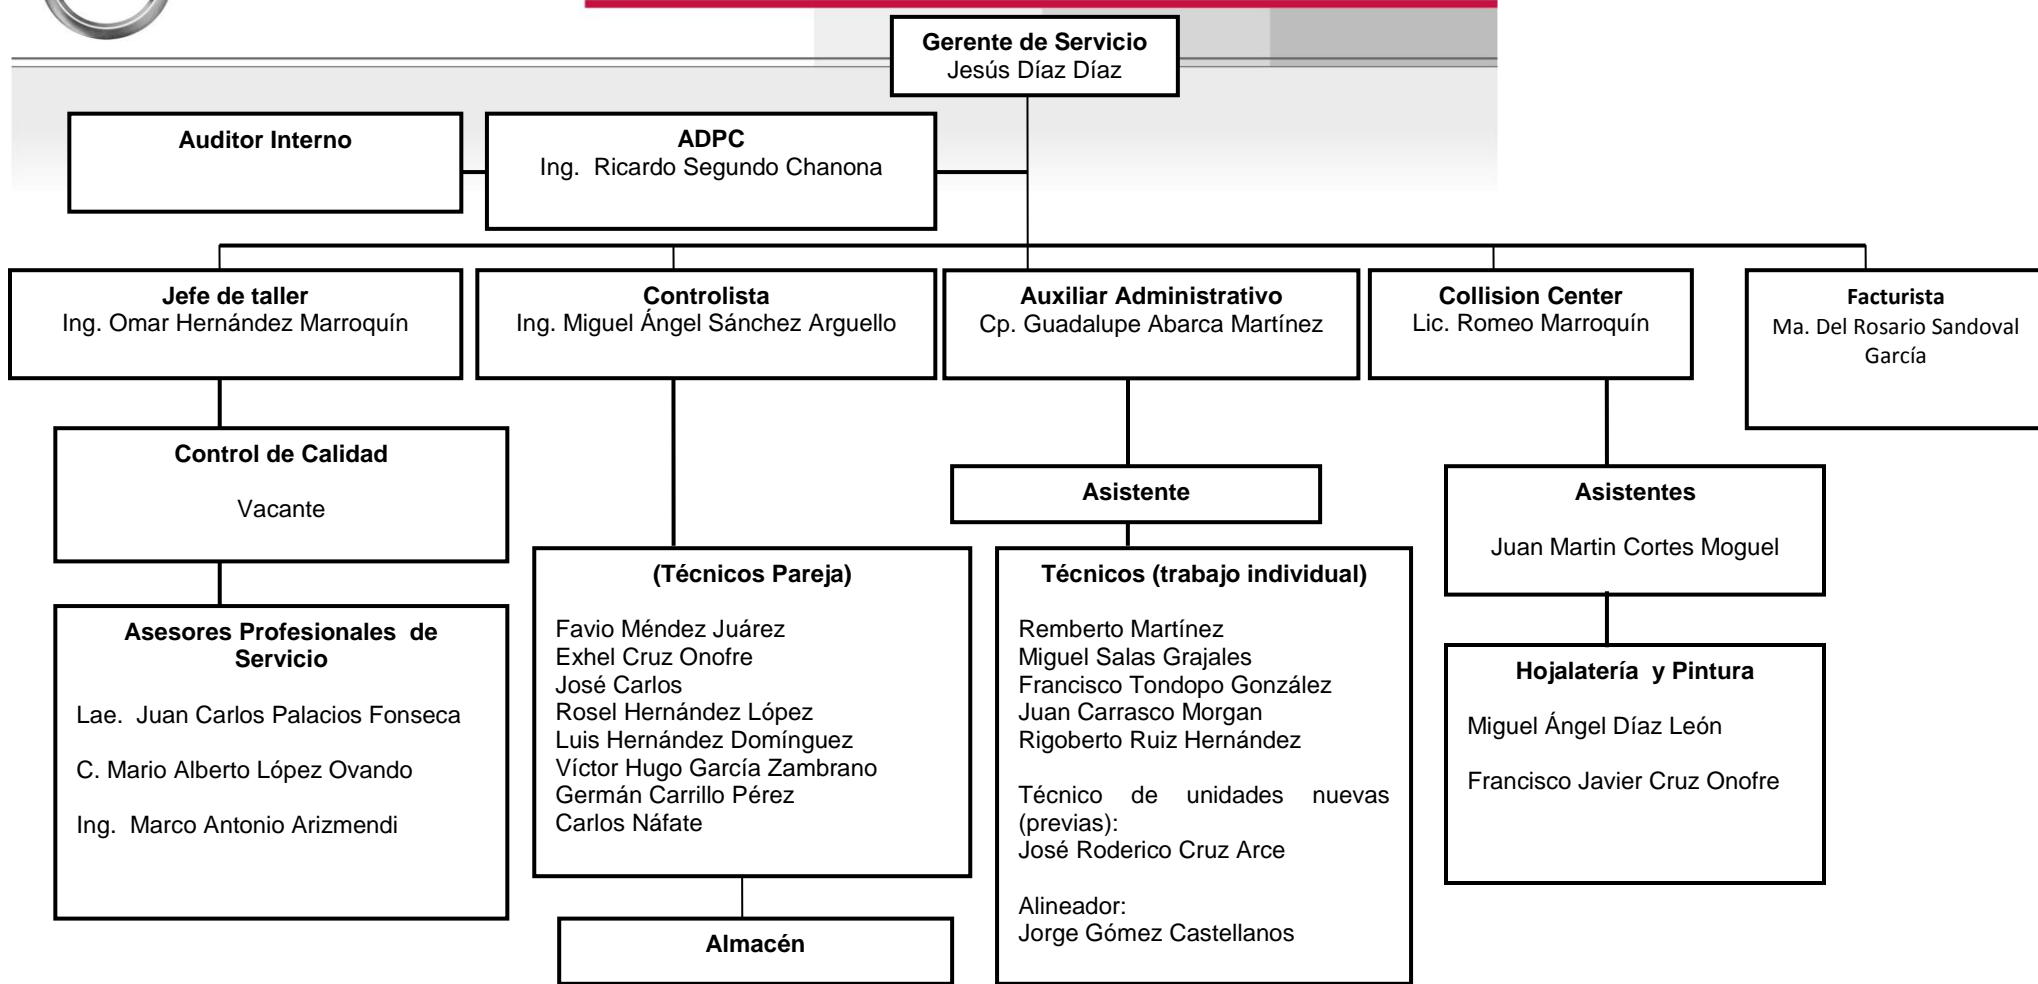 Gerente de Servicio
Jesús Díaz Díaz
Auditor Interno
ADPC
Ing.  Ricardo Segundo Chanona
Jefe de taller
Ing. Omar Hernández Marroquín
Controlista
Ing. Miguel Ángel Sánchez Arguello
Auxiliar Administrativo
Cp. Guadalupe Abarca Martínez
Collision Center
Lic. Romeo Marroquín
Facturista
Ma. Del Rosario Sandoval
García
Control de Calidad
Vacante
Asistente
Asistentes
Juan Martin Cortes Moguel
Asesores Profesionales  de
Servicio
Lae.  Juan Carlos Palacios Fonseca
C. Mario Alberto López Ovando
Ing.  Marco Antonio Arizmendi
(Técnicos Pareja)
Favio Méndez Juárez
Exhel Cruz Onofre
José Carlos
Rosel Hernández López
Luis Hernández Domínguez
Víctor Hugo García Zambrano
Germán Carrillo Pérez
Carlos Náfate
Almacén
Técnicos (trabajo individual)
Remberto Martínez
Miguel Salas Grajales
Francisco Tondopo González
Juan Carrasco Morgan
Rigoberto Ruiz Hernández
Técnico de unidades nuevas
(previas):
José Roderico Cruz Arce
Alineador:
Jorge Gómez Castellanos
Hojalatería  y Pintura
Miguel Ángel Díaz León
Francisco Javier Cruz Onofre